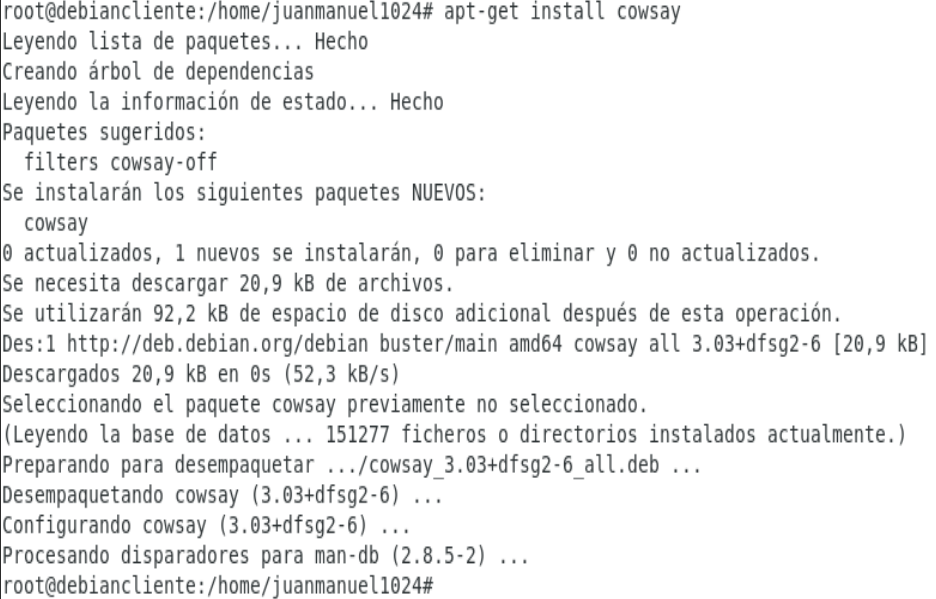 root@debiancliente:/home/juanmanuel1024# apt-get install cowsay
Leyendo lista de paquetes... Hecho
Creando árbol de dependencias
Leyendo la información de estado... Hecho
Paquetes sugeridos:
  filters cowsay-off
Se instalarán los siguientes paquetes NUEVOS:
  cowsay
0 actualizados, 1 nuevos se instalarán, 0 para eliminar y 0 no actualizados.
Se necesita descargar 20,9 kB de archivos.
Se utilizarán 92,2 kB de espacio de disco adicional después de esta operación.
Des:1 http://deb.debian.org/debian buster/main amd64 cowsay all 3.03+dfsg2-6 [20,9 kB]
Descargados 20,9 kB en 0s (52,3 kB/s)
Seleccionando el paquete cowsay previamente no seleccionado.
(Leyendo la base de datos ... 151277 ficheros o directorios instalados actualmente.)
Preparando para desempaquetar .../cowsay_3.03+dfsg2-6_all.deb ...
Desempaquetando cowsay (3.03+dfsg2-6) ...
Configurando cowsay (3.03+dfsg2-6) ...
Procesando disparadores para man-db (2.8.5-2) ...
root@debiancliente:/home/juanmanuel1024#